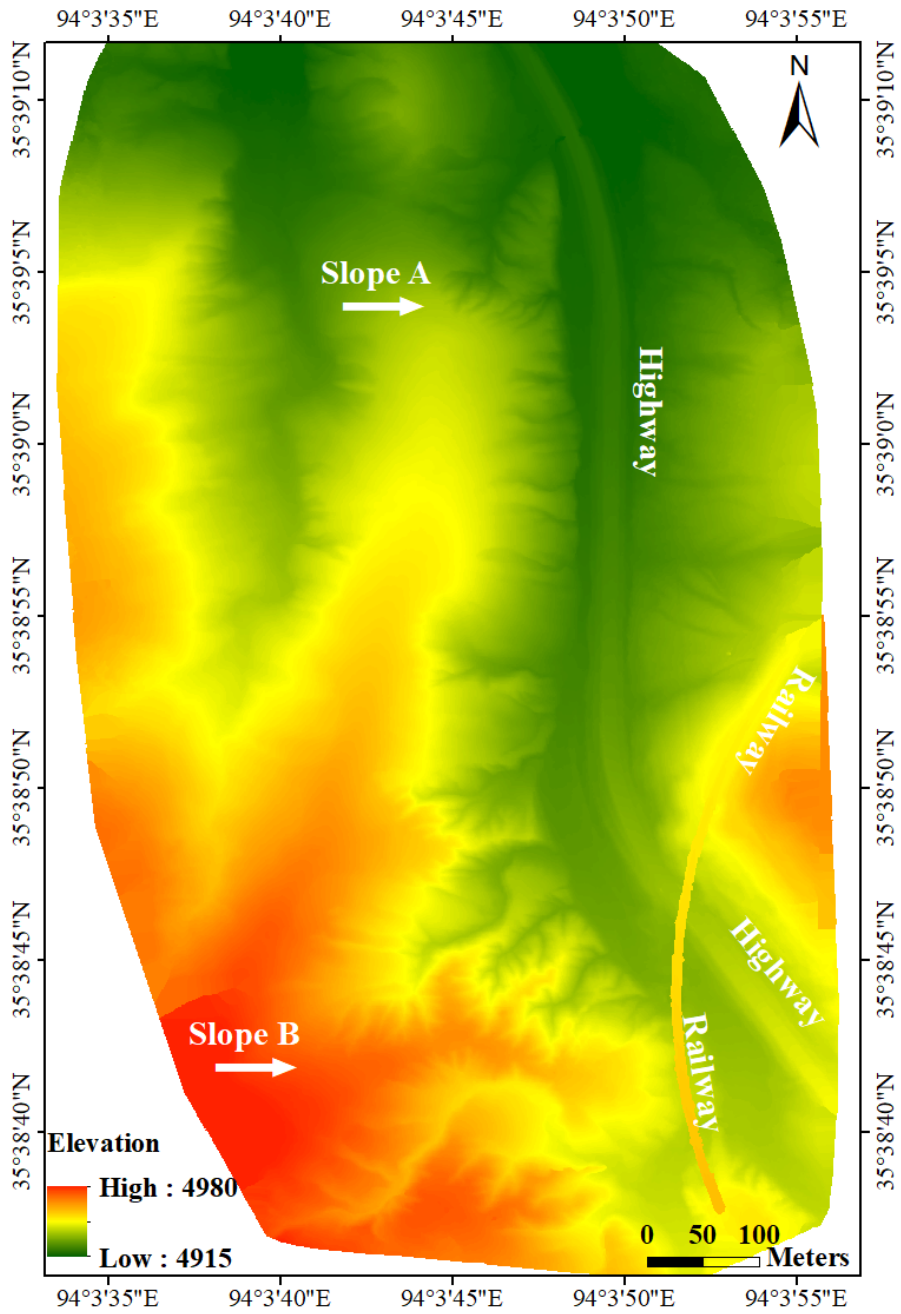 94°3'35"E 94°3'40"E 94°3'45"E 94°3'50"E 94°3'55"E
N
35°39'10"N 35°39'10"N
35°39'5"N 35°39'5"N
Slope A
Highway
35°39'0"N 35°39'0"N
35°38'55"N 35°38'55"N
Railway
35°38'50"N 35°38'50"N
Highway
35°38'45"N 35°38'45"N
Slope B
Railway
35°38'40"N 35°38'40"N
Elevation
High : 4980
Low : 4915
0 50 100
Meters
94°3'35"E 94°3'40"E 94°3'45"E 94°3'50"E 94°3'55"E